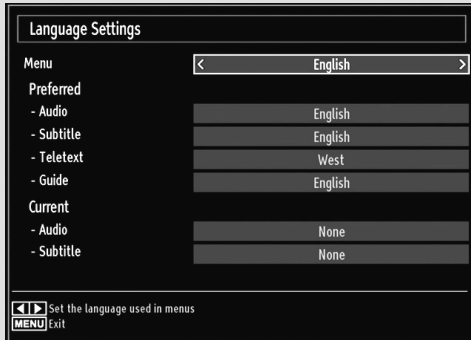 Language Settings
Menu < English >
Preferred
- Audio English
- Subtitle English
- Teletext West
- Guide English
Current
- Audio None
- Subtitle None
Set the language used in menus
MENU Exit